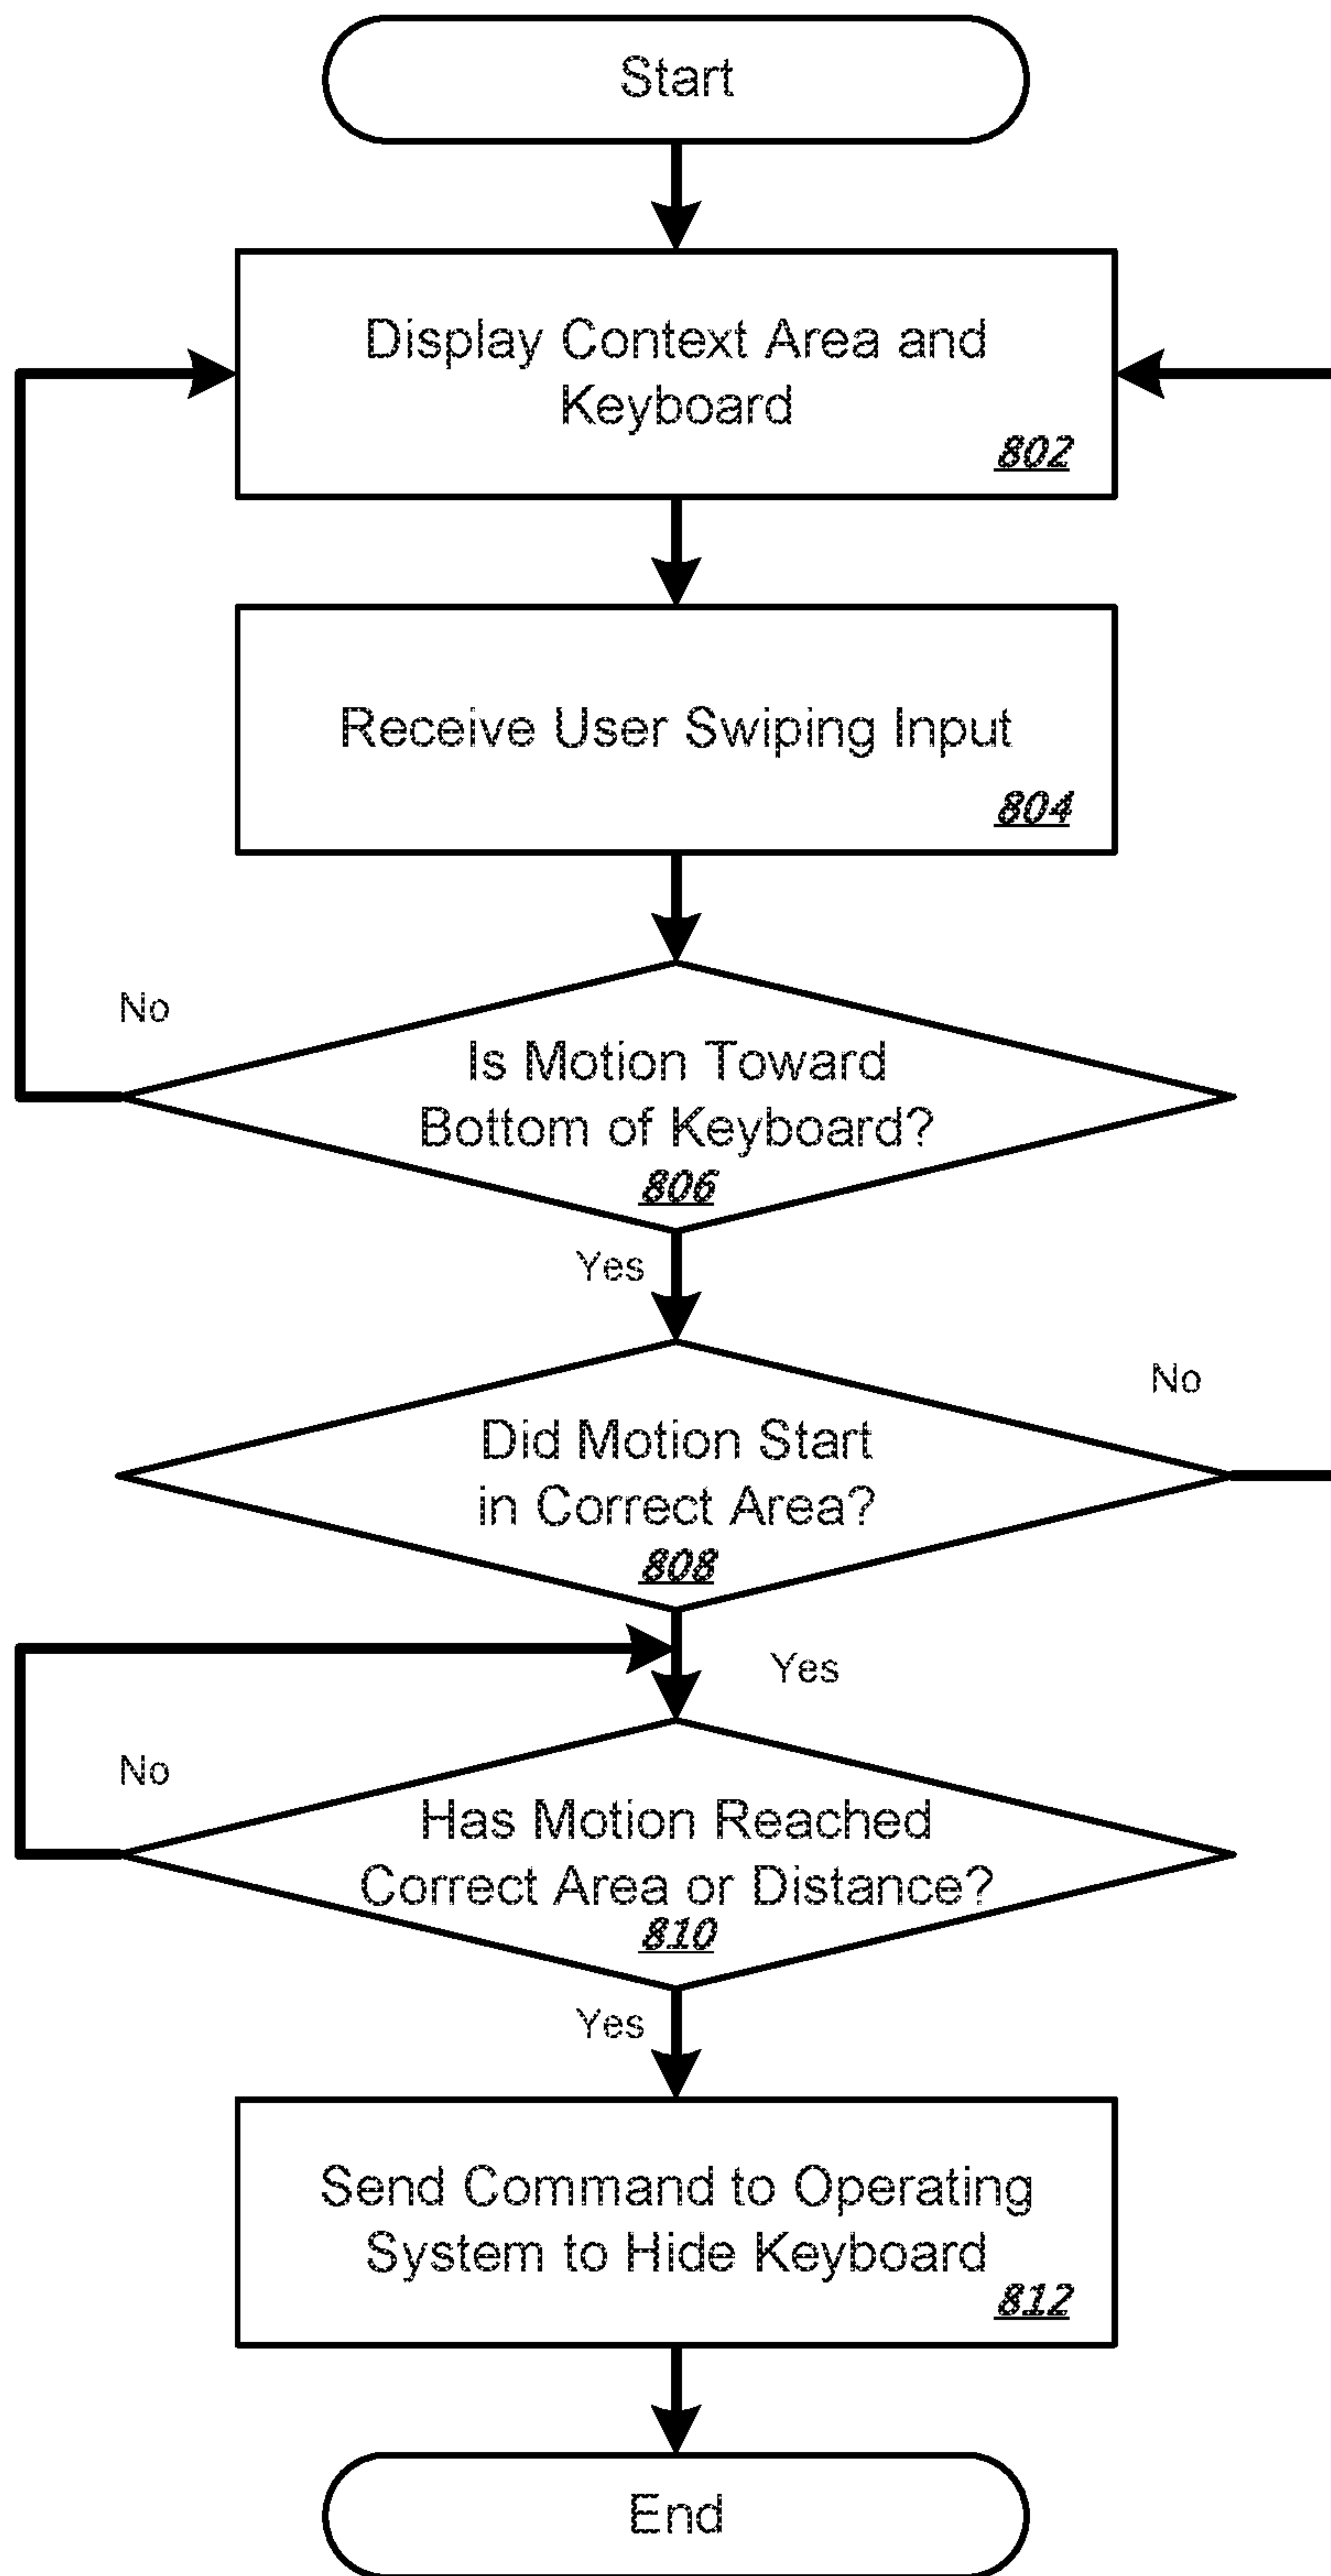 Start
Display Context Area and
Keyboard
802
Receive User Swiping Input
804
No
Is Motion Toward
Bottom of Keyboard?
806
Yes
No
Did Motion Start
in Correct Area?
808
Yes
No
Has Motion Reached
Correct Area or Distance?
810
Yes
Send Command to Operating
System to Hide Keyboard
812
End